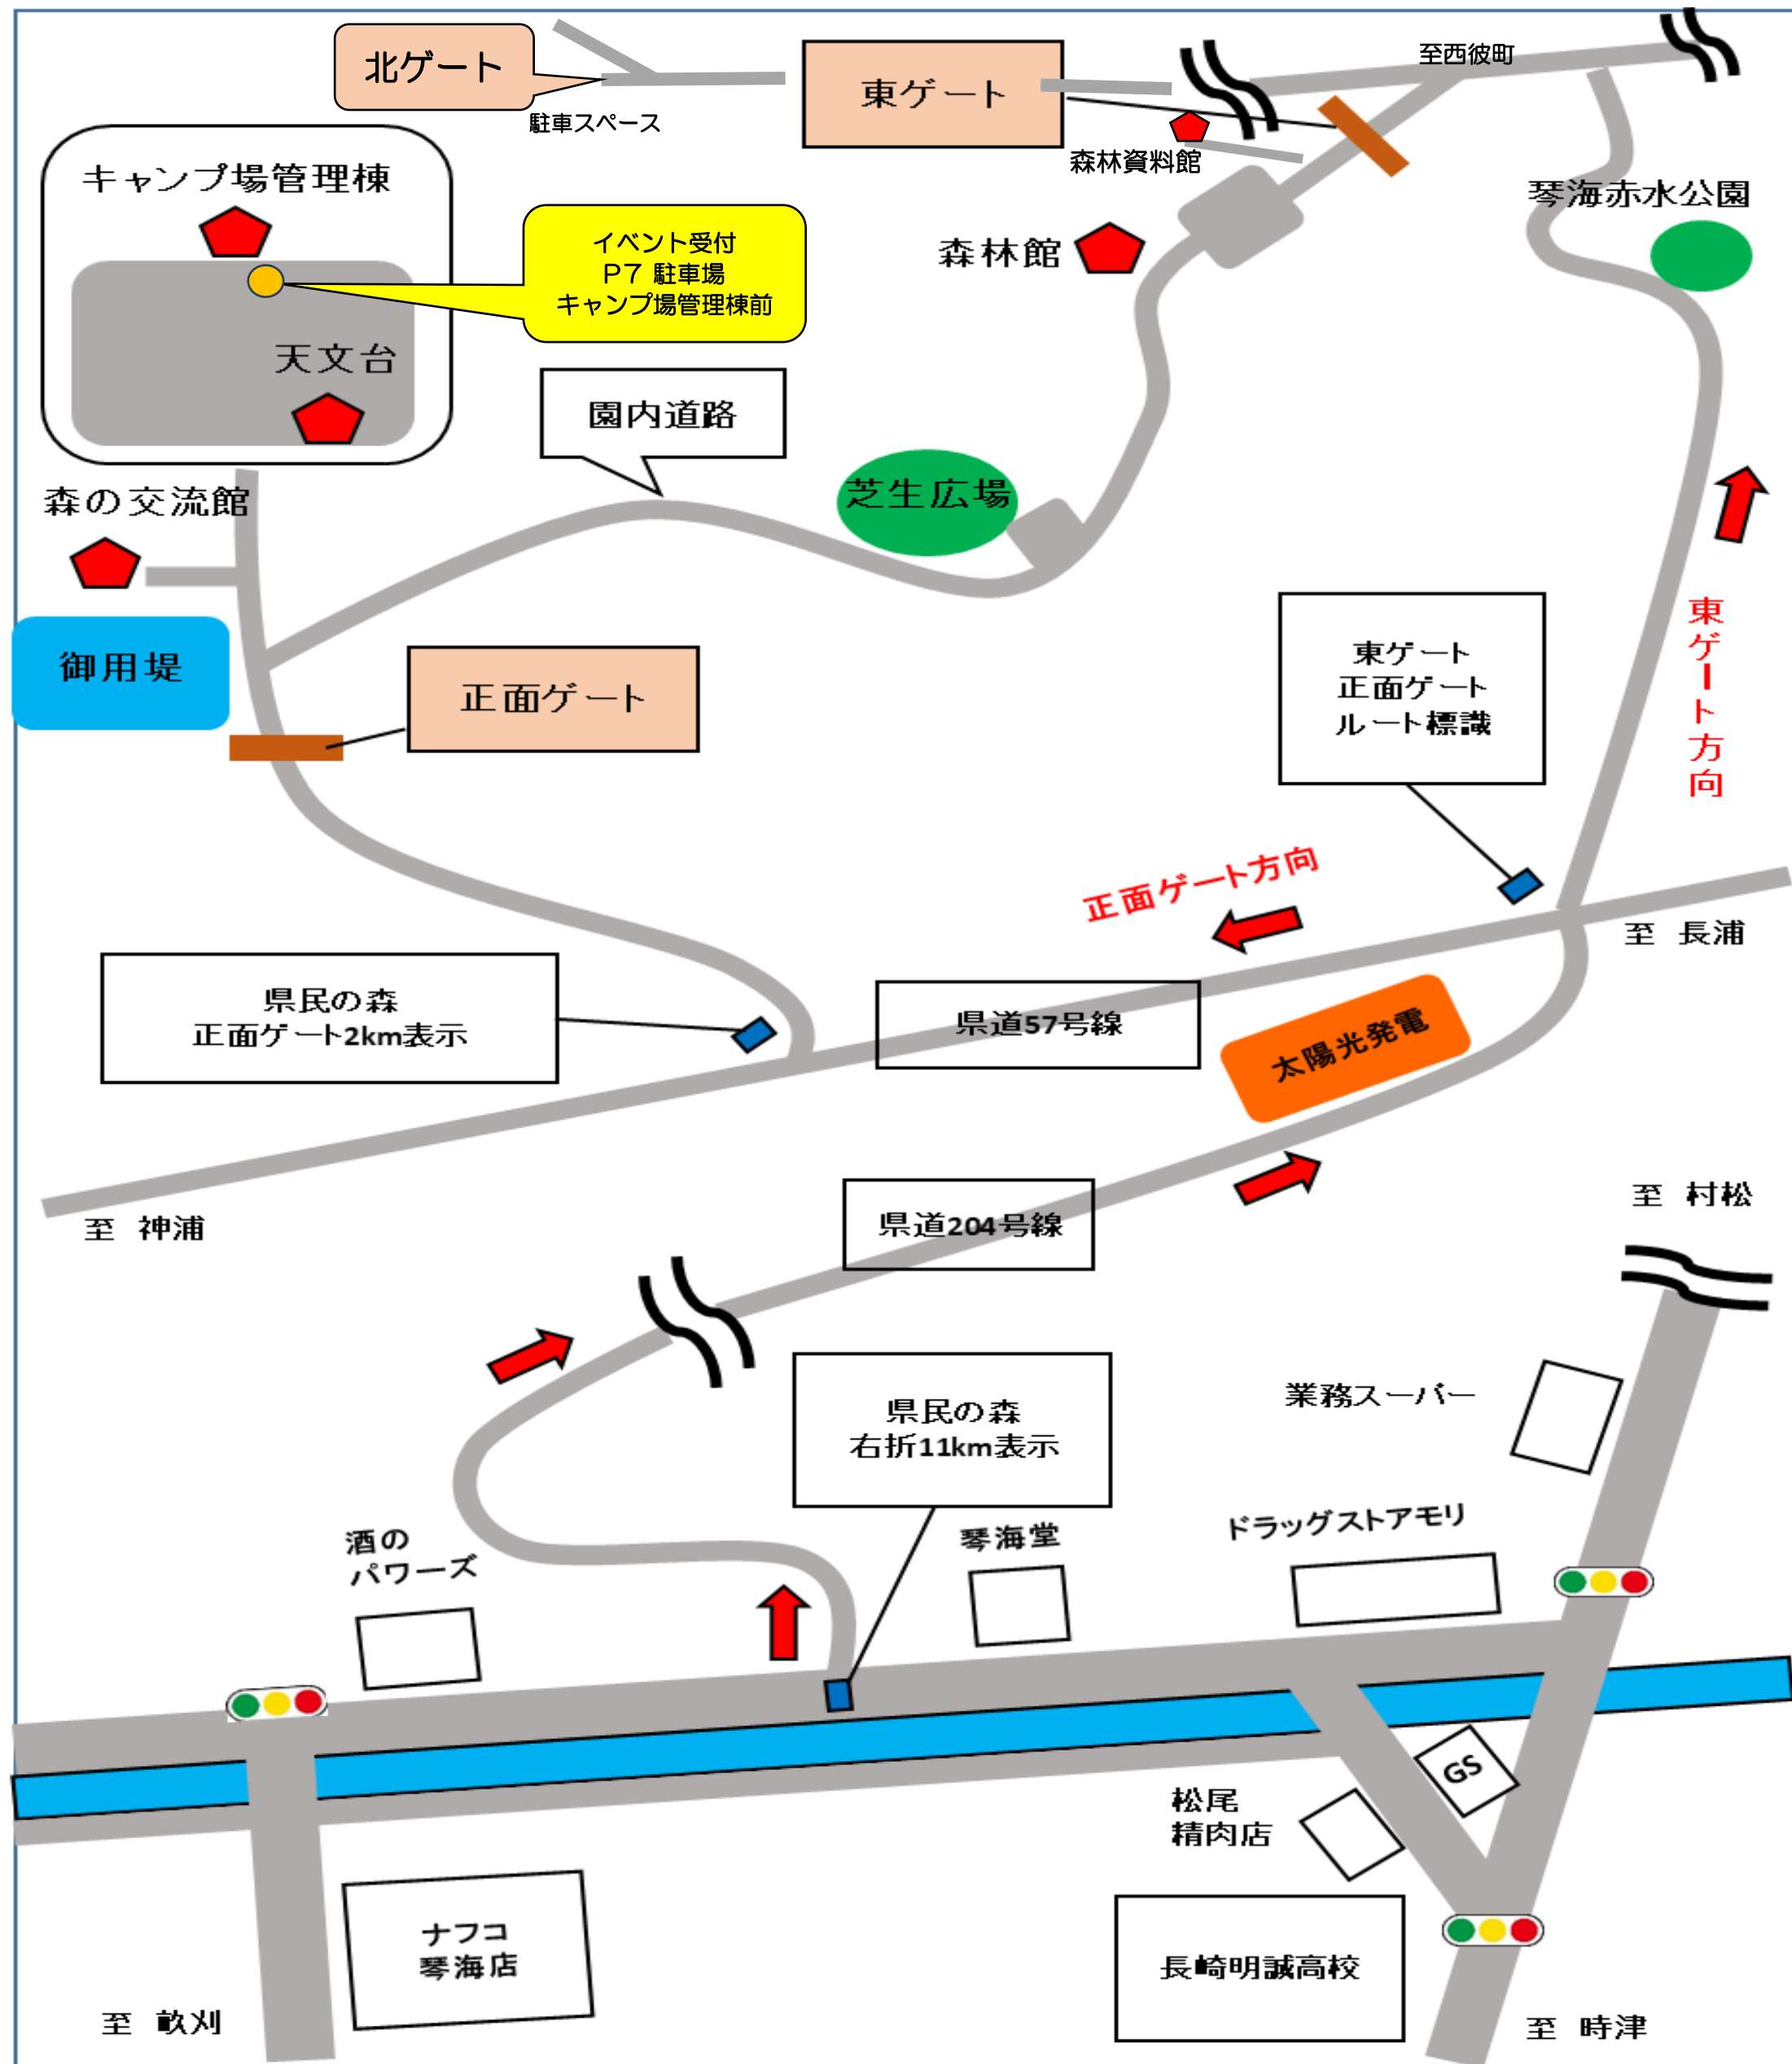 北ゲート
駐車スペース
東ゲート
至西彼町
森林資料館
キャンプ場管理棟
イベント受付
P7 駐車場
キャンプ場管理棟前
森林館
琴海赤水公園
天文台
園内道路
芝生広場
森の交流館
御用堤
正面ゲート
東ゲート
正面ゲート
ルート標識
東ゲート方向
正面ゲート方向
至 長浦
県民の森
正面ゲート2km表示
県道57号線
太陽光発電
至 神浦
県道204号線
至 村松
県民の森
右折11km表示
業務スーパー
酒の
パワーズ
琴海堂
ドラッグストアモリ
GS
松尾
精肉店
ナフコ
琴海店
長崎明誠高校
至 畝刈
至 時津